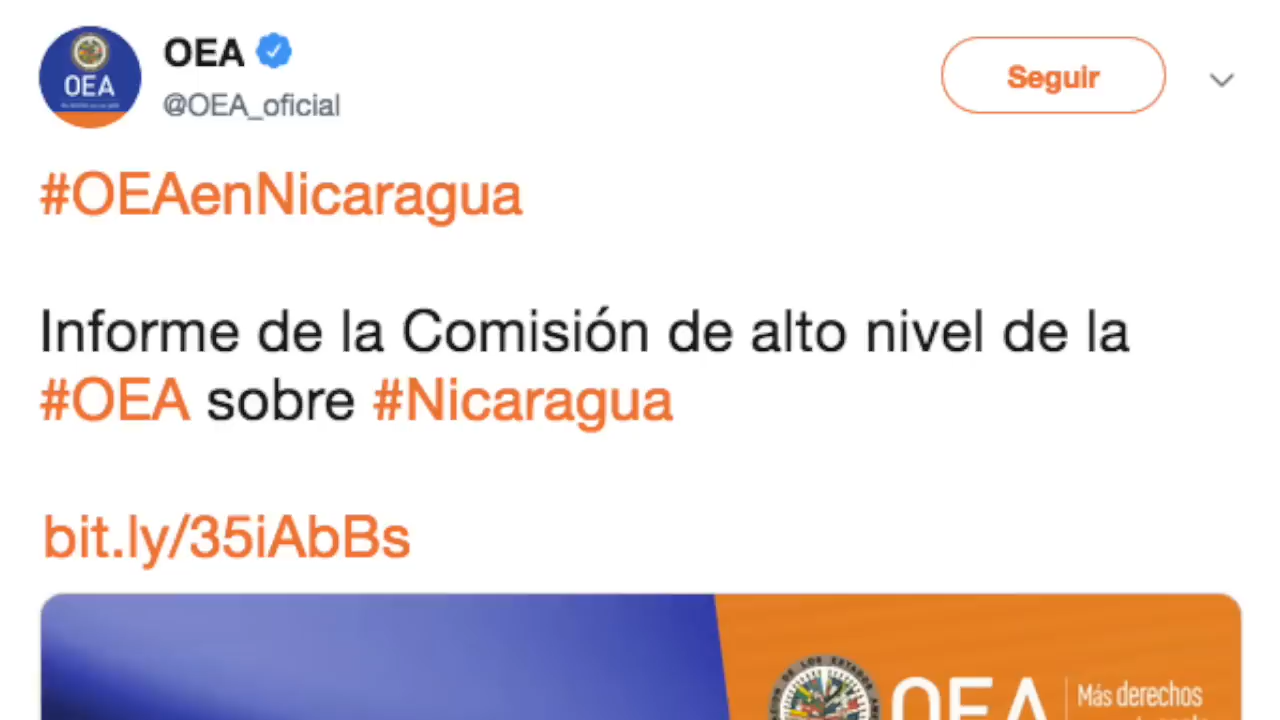 OEA
OEA
@OEA_oficial
Seguir
#OEAenNicaragua
Informe de la Comisión de alto nivel de la
#OEA sobre #Nicaragua
bit.ly/35iAbBs
OEA
Más derechos